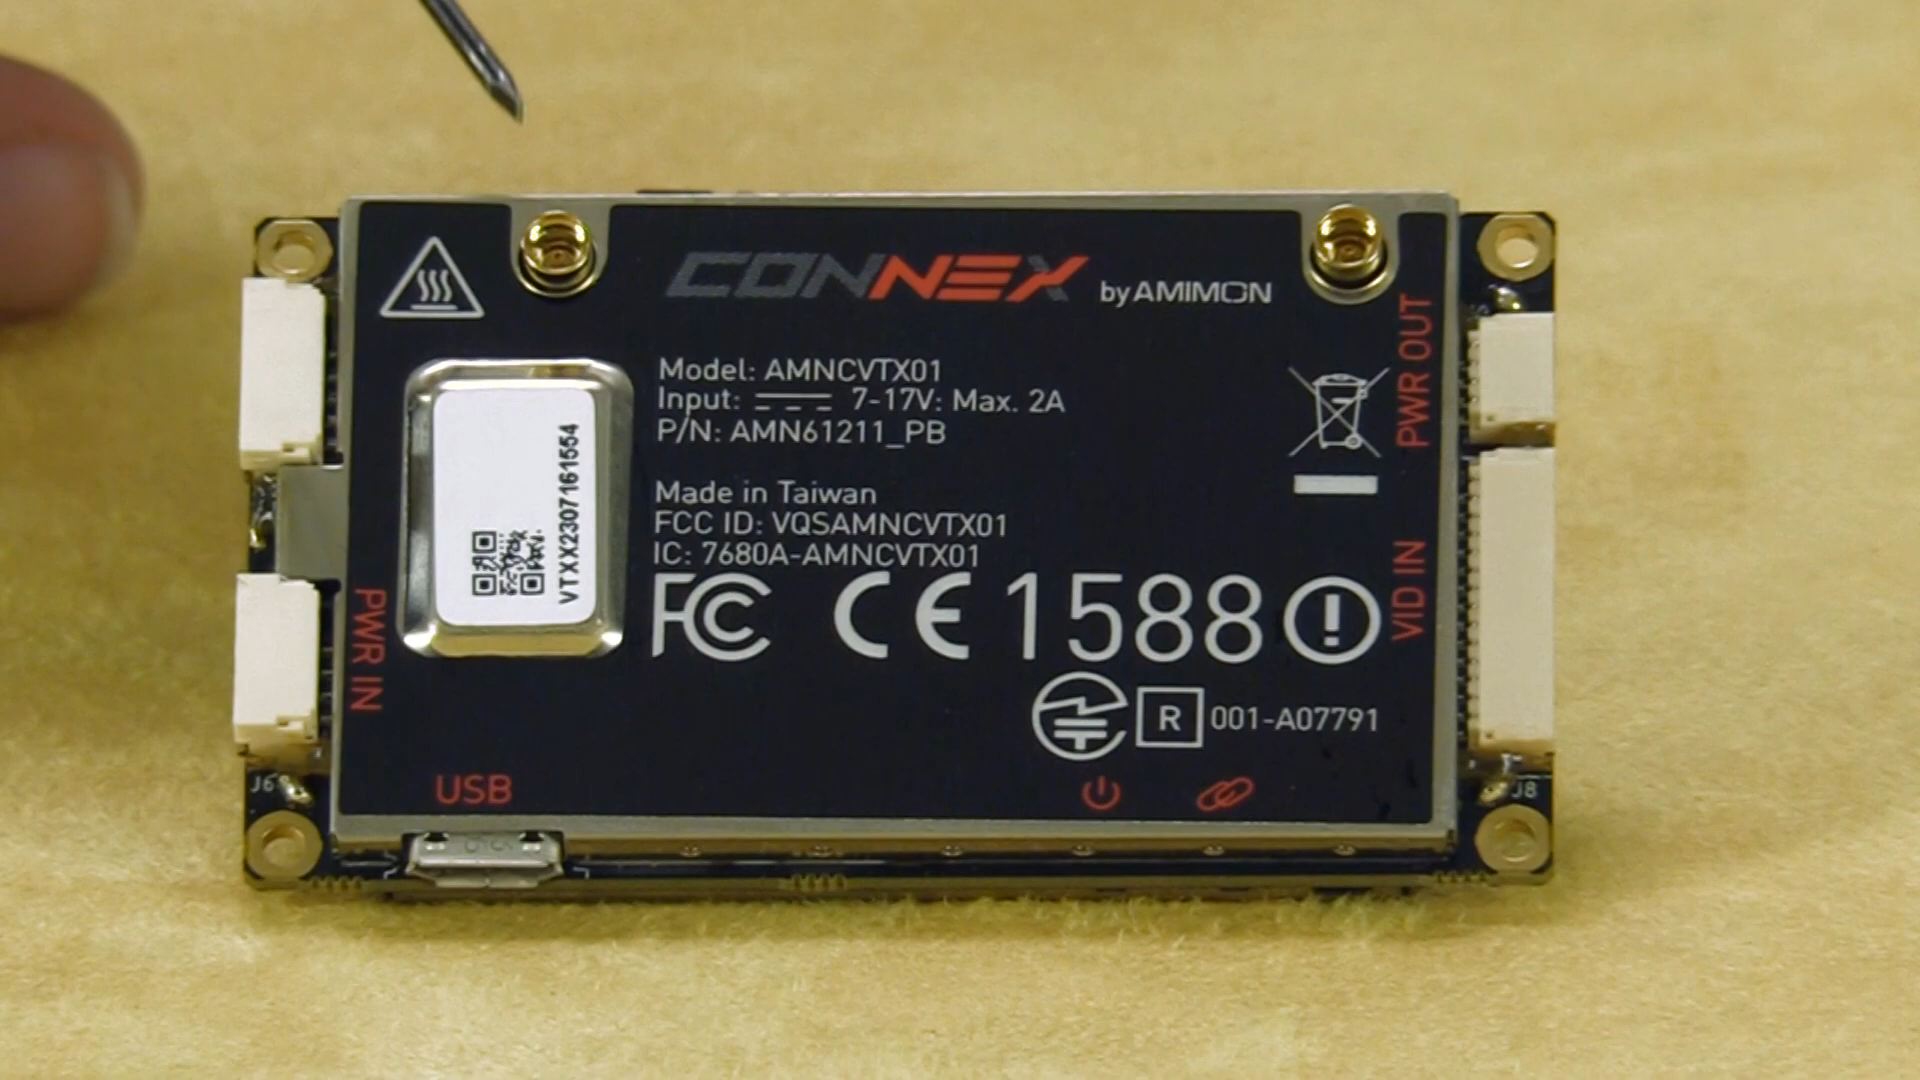 CONNEX by AMIMON
Model: AMNCVTX01
Input: 7-17V: Max. 2A
P/N: AMN61211_PB
Made in Taiwan
FCC ID: VQSAMNCVTX01
IC: 7680A-AMNCVTX01
FC CE 1588
R 001-A07791
VTXX2307161554
PWR IN
USB
PWR OUT
VID IN
J6
J8